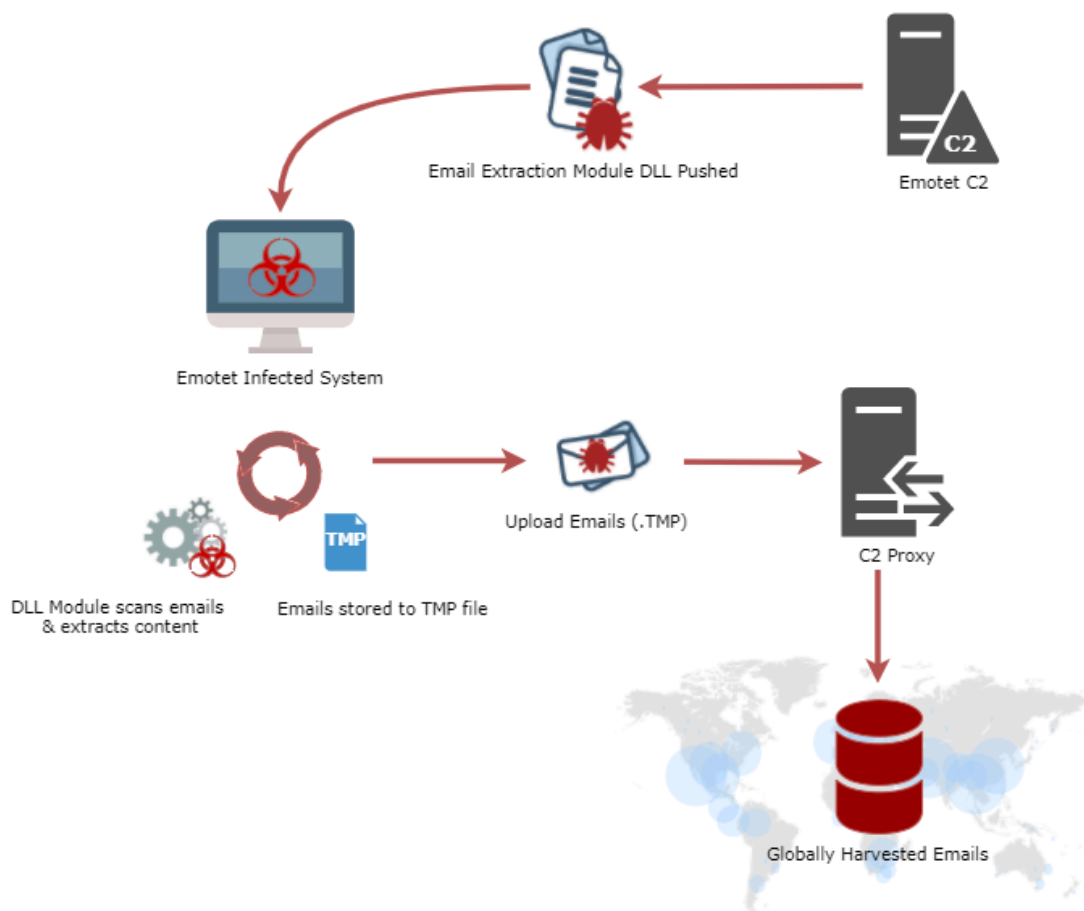 C2
Email Extraction Module DLL Pushed
Emotet C2
Emotet Infected System
TMP
Upload Emails (.TMP)
C2 Proxy
DLL Module scans emails
& extracts content
Emails stored to TMP file
Globally Harvested Emails